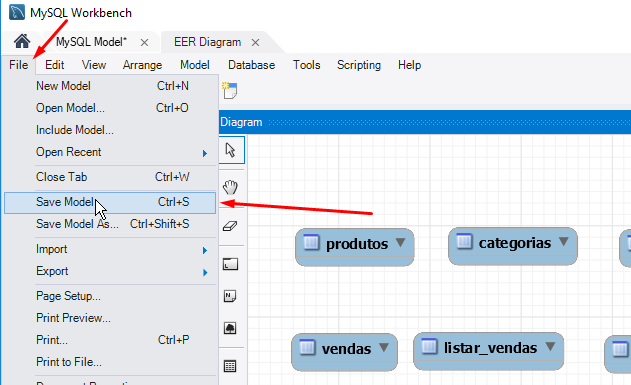 MySQL Workbench
MySQL Model* × EER Diagram ×
File Edit View Arrange Model Database Tools Scripting Help
New Model Ctrl+N
Open Model... Ctrl+O
Include Model...
Open Recent
Close Tab Ctrl+W
Save Model Ctrl+S
Save Model As... Ctrl+Shift+S
Import
Export
Page Setup...
Print Preview...
Print... Ctrl+P
Print to File...
Diagram
produtos categorias
vendas listar_vendas